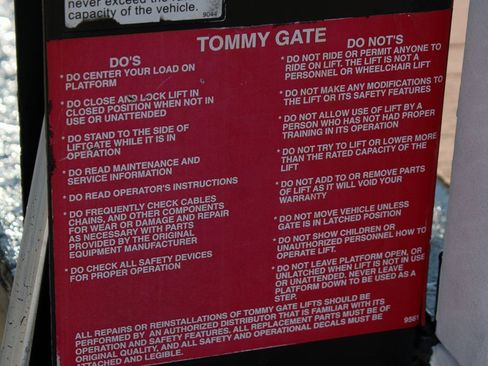 never exceed the
capacity of the vehicle.
9044
TOMMY GATE
DO'S
* DO CENTER YOUR LOAD ON
PLATFORM
* DO CLOSE AND LOCK LIFT IN
CLOSED POSITION WHEN NOT IN
USE OR UNATTENDED
* DO STAND TO THE SIDE OF
LIFTGATE WHILE IT IS IN
OPERATION
* DO READ MAINTENANCE AND
SERVICE INFORMATION
* DO READ OPERATOR'S INSTRUCTIONS
* DO FREQUENTLY CHECK CABLES
CHAINS, AND OTHER COMPONENTS
FOR WEAR OR DAMAGE AND REPAIR
AS NECESSARY WITH PARTS
PROVIDED BY THE ORIGINAL
EQUIPMENT MANUFACTURER
* DO CHECK ALL SAFETY DEVICES
FOR PROPER OPERATION
DO NOT'S
* DO NOT RIDE OR PERMIT ANYONE TO
RIDE ON LIFT. THE LIFT IS NOT A
PERSONNEL OR WHEELCHAIR LIFT
* DO NOT MAKE ANY MODIFICATIONS TO
THE LIFT OR ITS SAFETY FEATURES
* DO NOT ALLOW USE OF LIFT BY A
PERSON WHO HAS NOT HAD PROPER
TRAINING IN ITS OPERATION
* DO NOT TRY TO LIFT OR LOWER MORE
THAN THE RATED CAPACITY OF THE
LIFT
* DO NOT ADD TO OR REMOVE PARTS
OF LIFT AS IT WILL VOID YOUR
WARRANTY
* DO NOT MOVE VEHICLE UNLESS
GATE IS IN LATCHED POSITION
* DO NOT SHOW CHILDREN OR
UNAUTHORIZED PERSONNEL HOW TO
OPERATE LIFT.
* DO NOT LEAVE PLATFORM OPEN, OR
UNLATCHED WHEN LIFT IS NOT IN USE
OR UNATTENDED. NEVER LEAVE
PLATFORM DOWN TO BE USED AS A
STEP.
ALL REPAIRS OR REINSTALLATIONS OF TOMMY GATE LIFTS SHOULD BE
PERFORMED BY AN AUTHORIZED DISTRIBUTOR THAT IS FAMILIAR WITH ITS
OPERATION AND SAFETY FEATURES. ALL REPLACEMENT PARTS MUST BE OF
ORIGINAL QUALITY, AND ALL SAFETY AND OPERATIONAL DECALS MUST BE
ATTACHED AND LEGIBLE.
9561